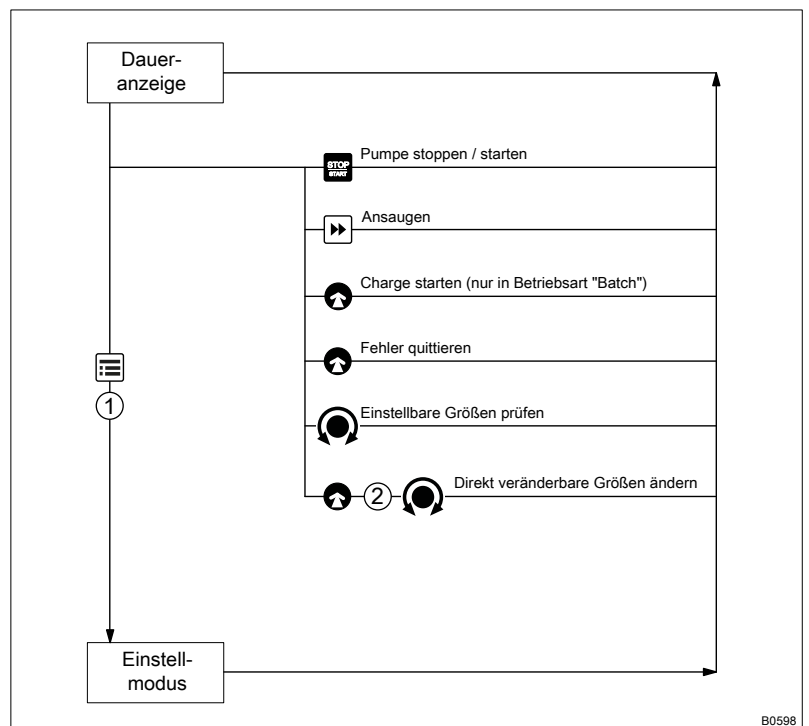 Dauer-
anzeige
Pumpe stoppen / starten
STOP
START
Ansaugen
Charge starten (nur in Betriebsart "Batch")
Fehler quittieren
1
Einstellbare Größen prüfen
2
Direkt veränderbare Größen ändern
Einstell-
modus
B0598